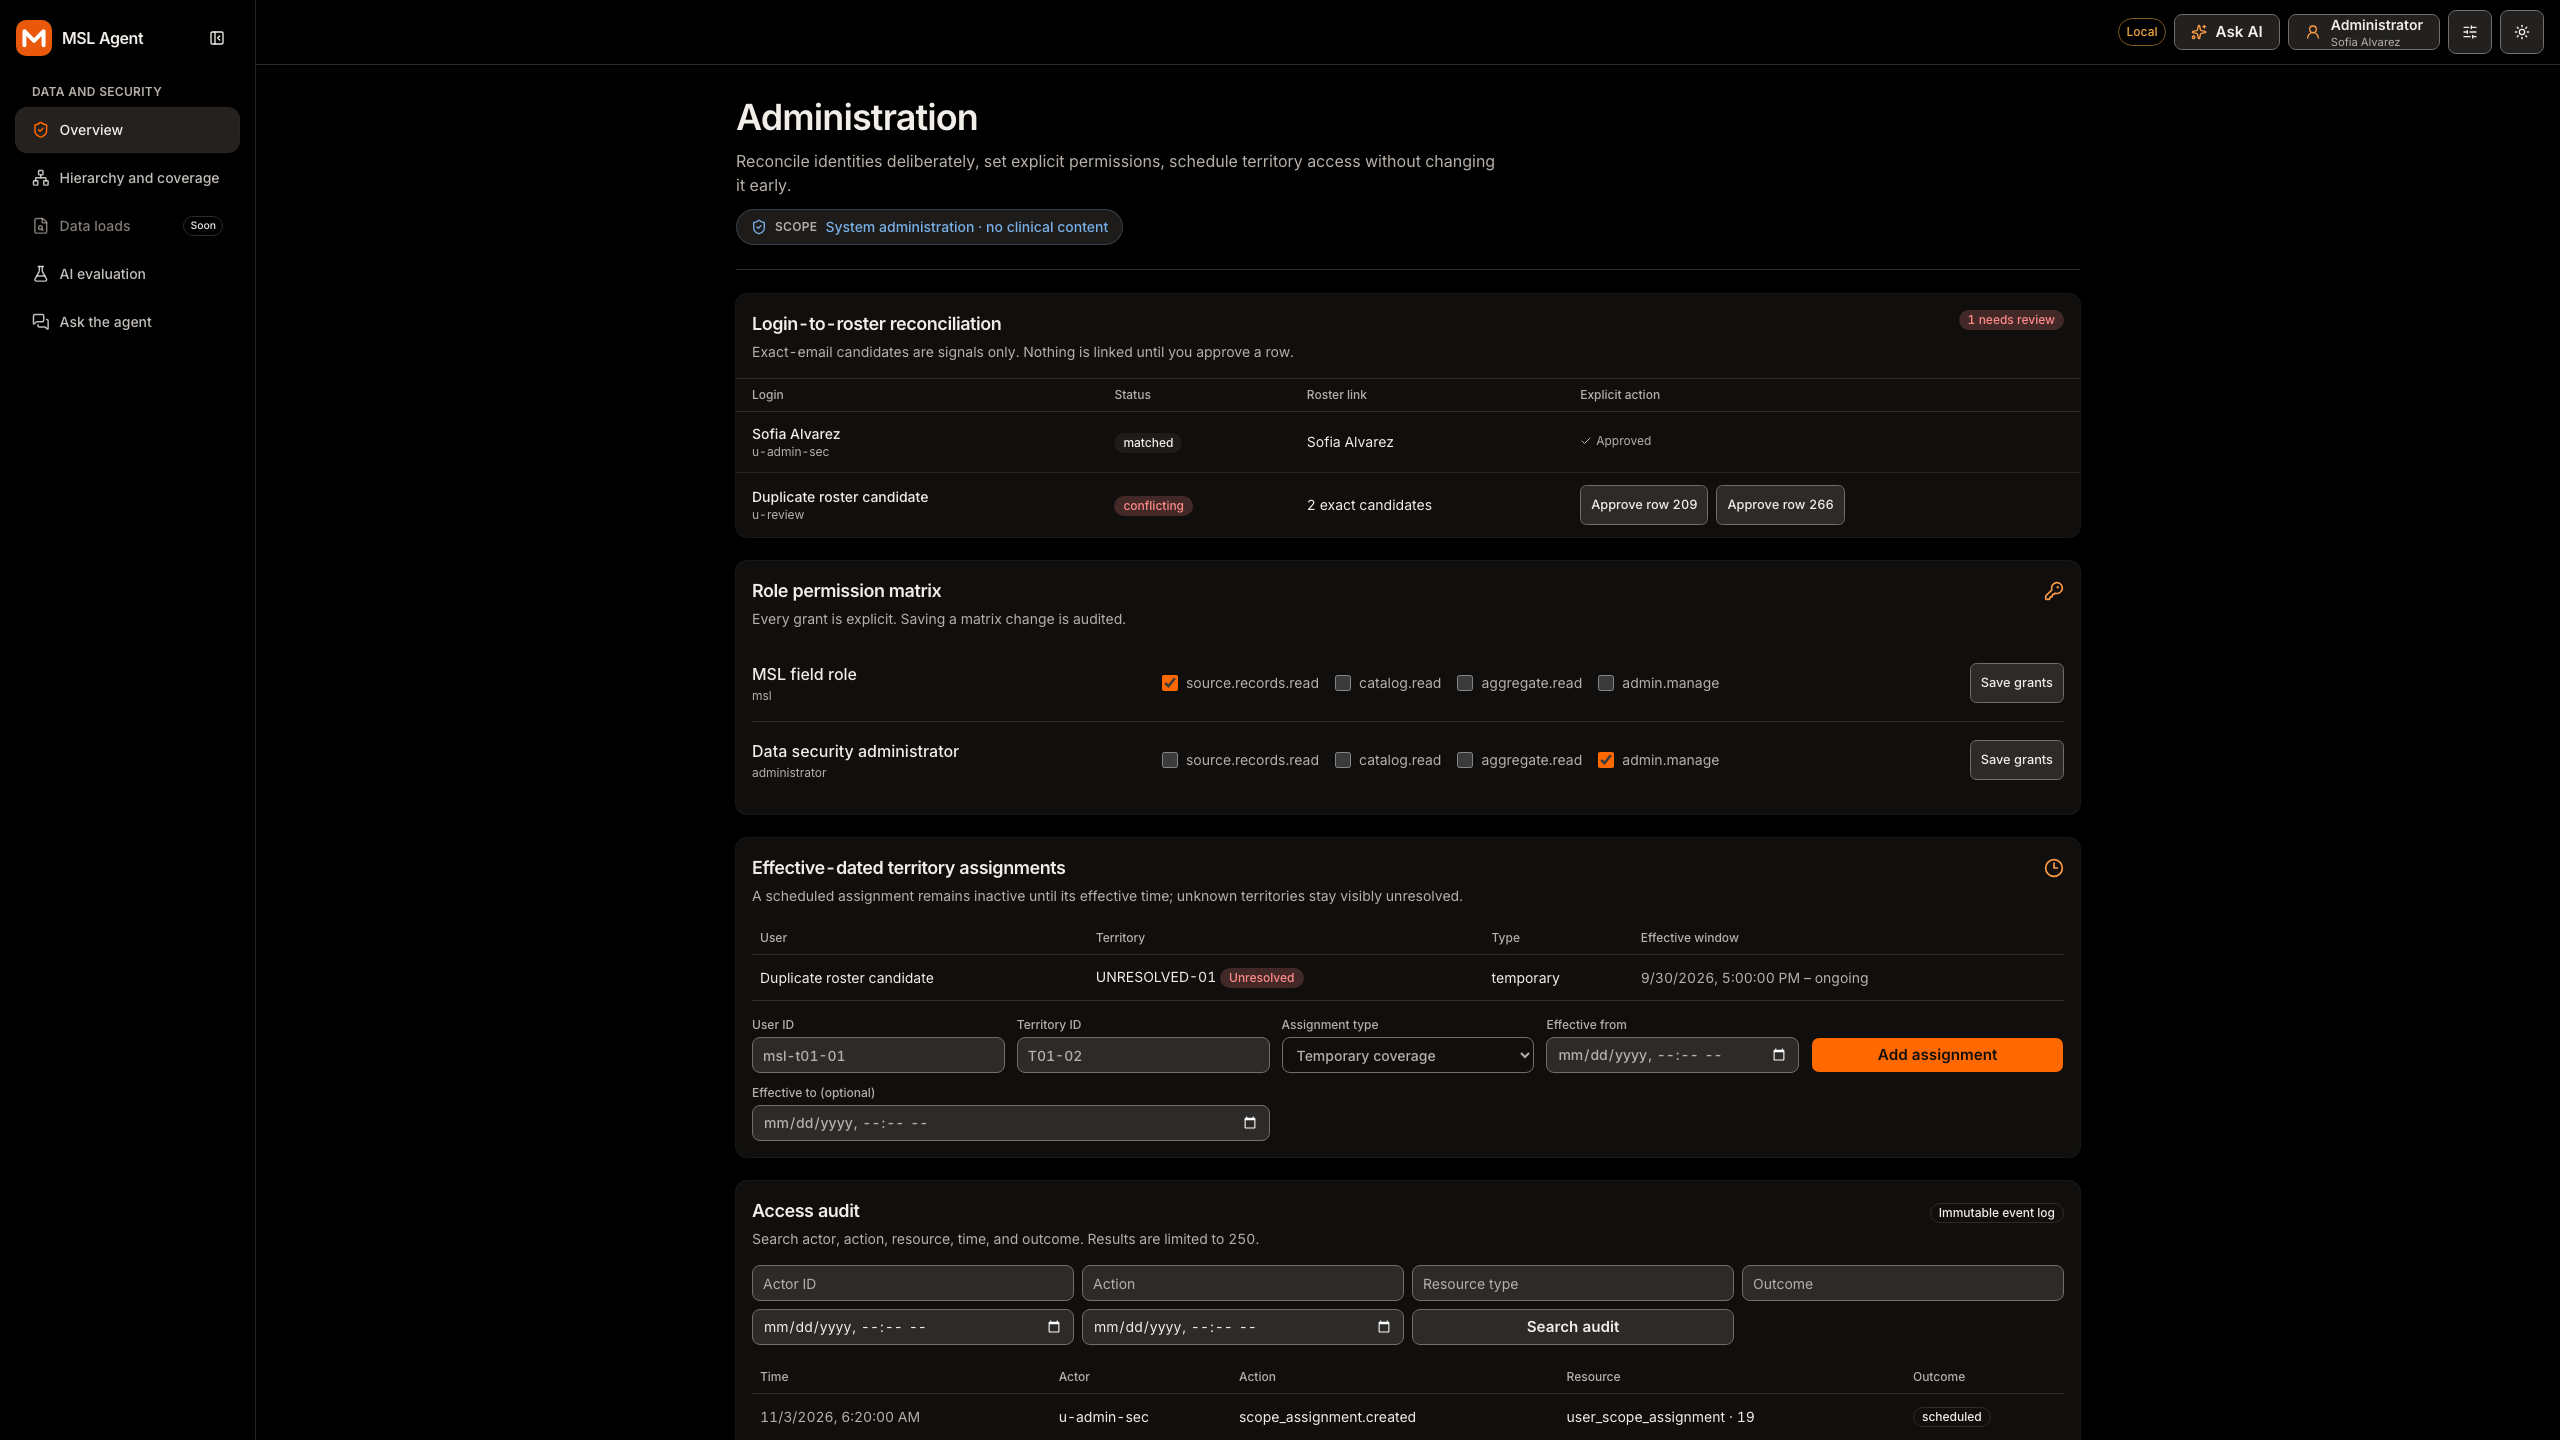 MSL Agent
Local
Ask AI
Administrator
Sofia Alvarez
DATA AND SECURITY
Overview
Hierarchy and coverage
Data loads
Soon
AI evaluation
Ask the agent
Administration
Reconcile identities deliberately, set explicit permissions, schedule territory access without changing
it early.
SCOPE System administration · no clinical content
Login-to-roster reconciliation
1 needs review
Exact-email candidates are signals only. Nothing is linked until you approve a row.
Login Status Roster link Explicit action
Sofia Alvarez
u-admin-sec
matched
Sofia Alvarez
Approved
Duplicate roster candidate
u-review
conflicting
2 exact candidates
Approve row 209
Approve row 266
Role permission matrix
Every grant is explicit. Saving a matrix change is audited.
MSL field role
msl
source.records.read catalog.read aggregate.read admin.manage
Save grants
Data security administrator
administrator
source.records.read catalog.read aggregate.read admin.manage
Save grants
Effective-dated territory assignments
A scheduled assignment remains inactive until its effective time; unknown territories stay visibly unresolved.
User Territory Type Effective window
Duplicate roster candidate UNRESOLVED-01 Unresolved temporary 9/30/2026, 5:00:00 PM – ongoing
User ID Territory ID Assignment type Effective from
msl-t01-01 T01-02 Temporary coverage mm/dd/yyyy, --:-- -- Add assignment
Effective to (optional)
mm/dd/yyyy, --:-- --
Access audit
Immutable event log
Search actor, action, resource, time, and outcome. Results are limited to 250.
Actor ID Action Resource type Outcome
mm/dd/yyyy, --:-- -- mm/dd/yyyy, --:-- -- Search audit
Time Actor Action Resource Outcome
11/3/2026, 6:20:00 AM u-admin-sec scope_assignment.created user_scope_assignment · 19 scheduled